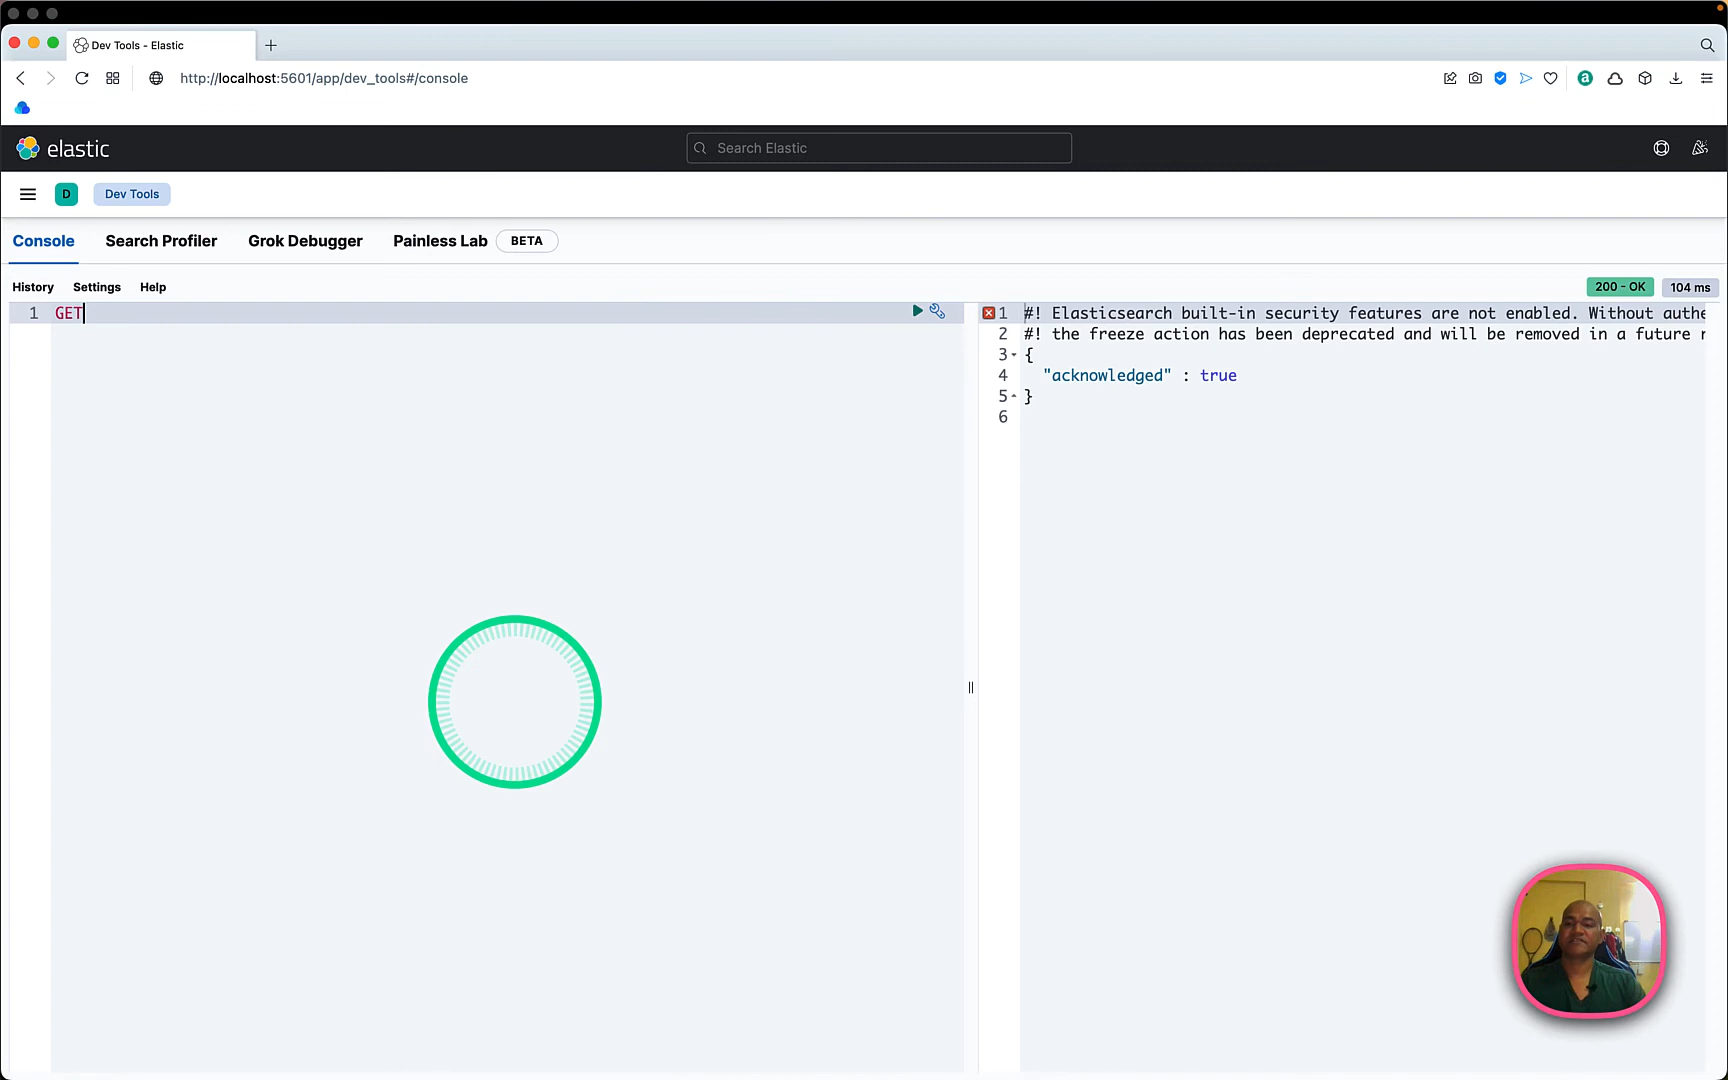 Dev Tools - Elastic
http://localhost:5601/app/dev_tools#/console
a
elastic
Search Elastic
D
Dev Tools
Console
Search Profiler
Grok Debugger
Painless Lab
BETA
History
Settings
Help
200 - OK
104 ms
1 GET
1 #! Elasticsearch built-in security features are not enabled. Without authe
2 #! the freeze action has been deprecated and will be removed in a future r
3 {
4 "acknowledged" : true
5 }
6